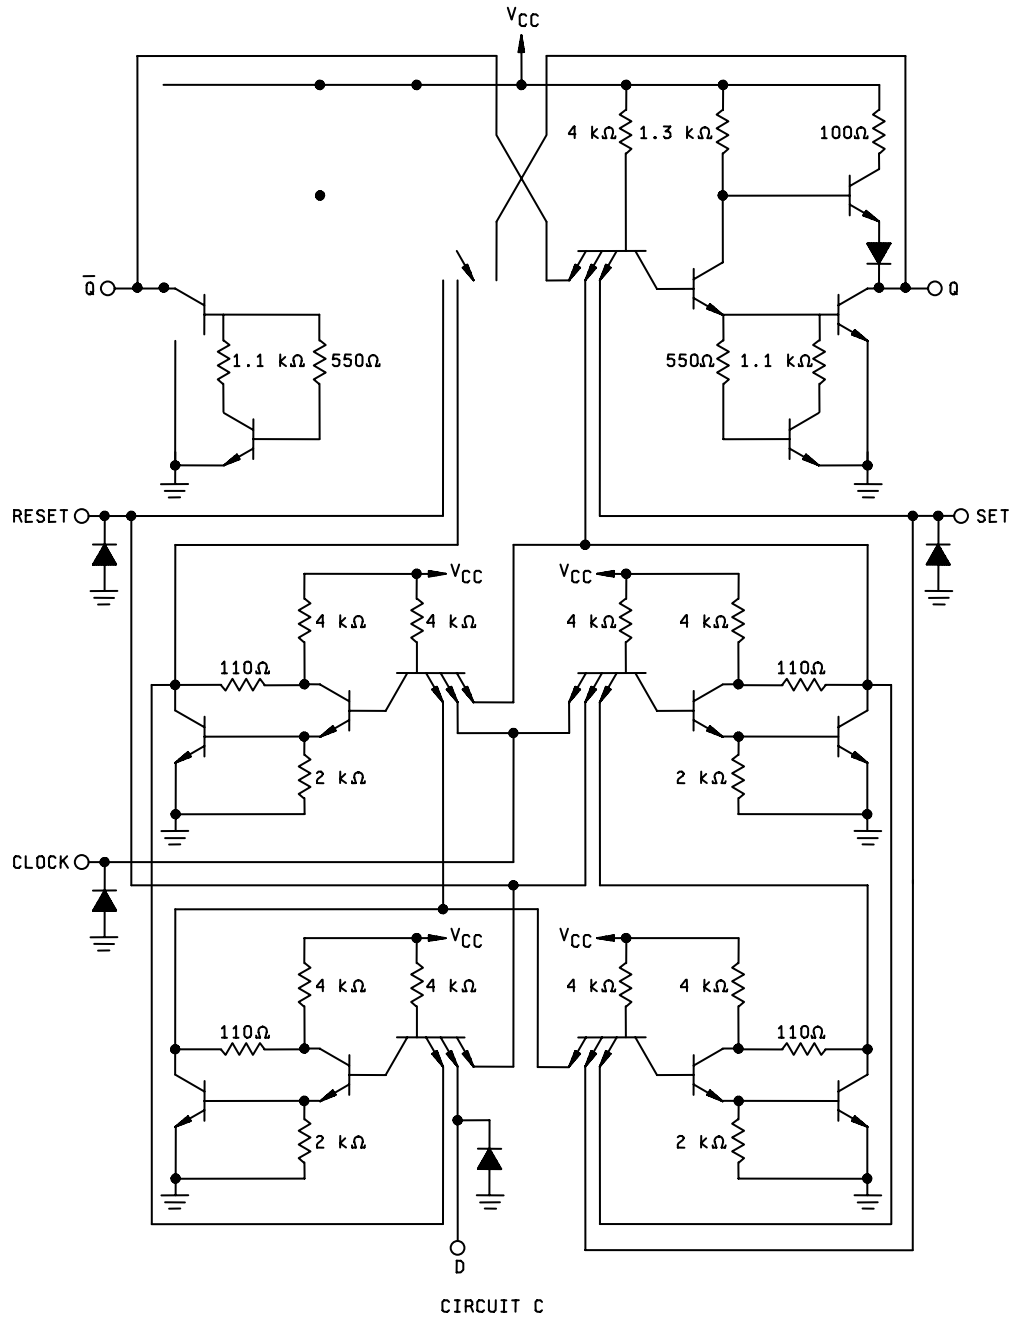 VCC
4 kΩ 1.3 kΩ 100Ω
Q̅ Q
1.1 kΩ 550Ω 550Ω 1.1 kΩ
RESET SET
VCC VCC
4 kΩ 4 kΩ 4 kΩ 4 kΩ
110Ω 110Ω
2 kΩ 2 kΩ
CLOCK
VCC VCC
4 kΩ 4 kΩ 4 kΩ 4 kΩ
110Ω 110Ω
2 kΩ 2 kΩ
D
CIRCUIT C